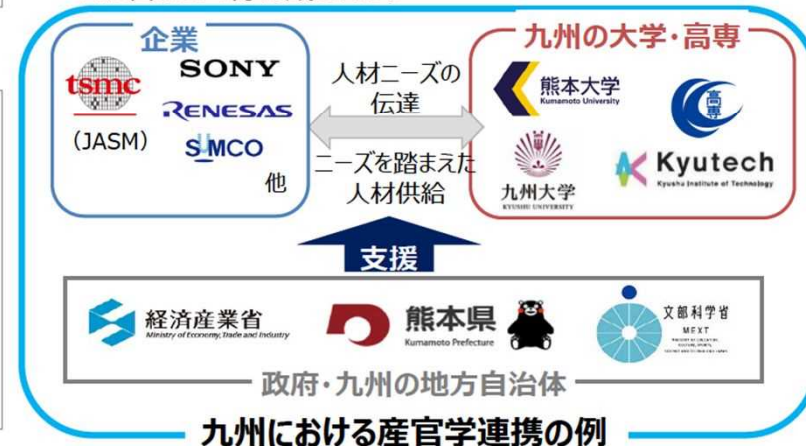 企業
tsmc
(JASM)
SONY
RENESAS
SUMCO
他
人材ニーズの
伝達
ニーズを踏まえた
人材供給
九州の大学・高専
熊本大学
Kumamoto University
高専
九州大学
KYUSHU UNIVERSITY
Kyutech
Kyushu Institute of Technology
支援
経済産業省
Ministry of Economy, Trade and Industry
熊本県
Kumamoto Prefecture
文部科学省
MEXT
政府・九州の地方自治体
九州における産官学連携の例